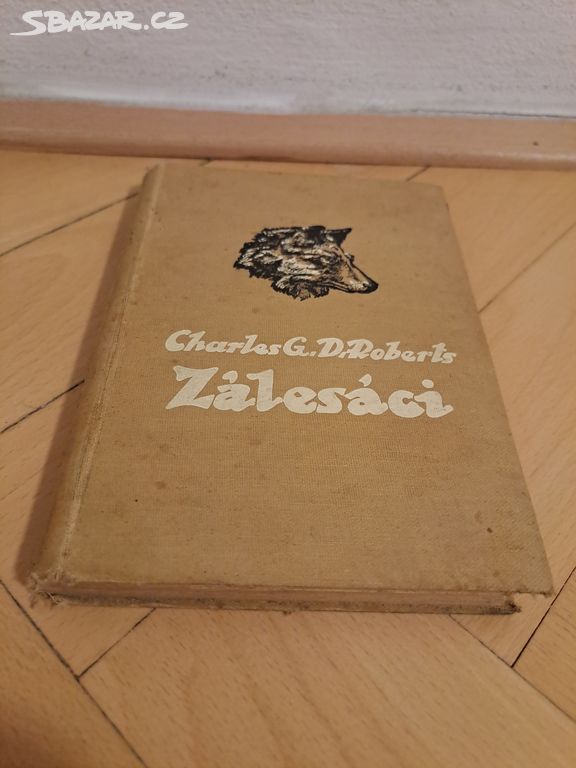 SBAZAR.CZ
Charles G. D. Roberts
Zálesáci